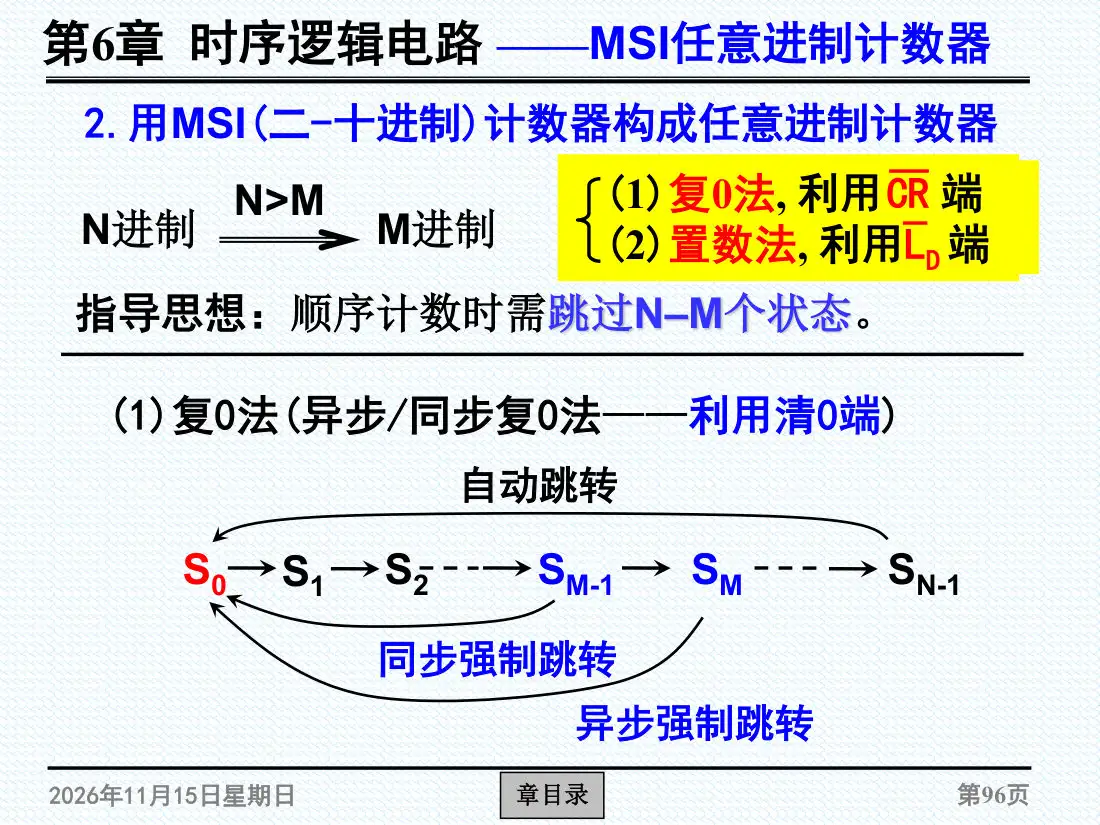 第6章 时序逻辑电路 ——MSI任意进制计数器
2.用MSI(二-十进制)计数器构成任意进制计数器
N进制 N>M M进制
(1)复0法, 利用C̅R̅ 端
(2)置数法, 利用L̅D 端
指导思想：顺序计数时需跳过N–M个状态。
(1)复0法(异步/同步复0法——利用清0端)
自动跳转
S0 S1 S2 SM-1 SM SN-1
同步强制跳转
异步强制跳转
2026年11月15日星期日 章目录 第96页